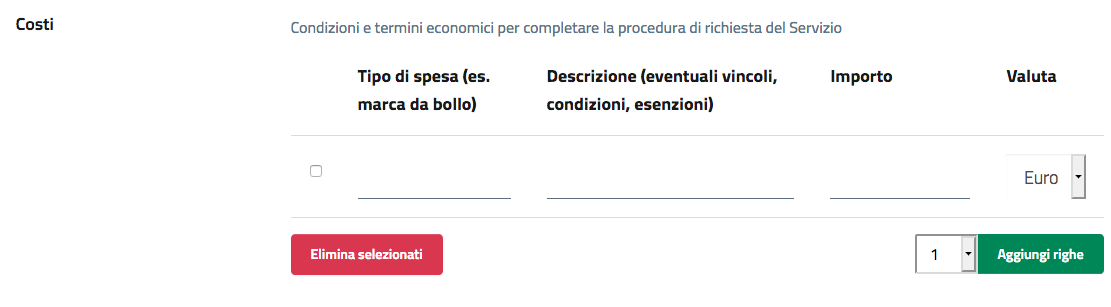 Costi
Condizioni e termini economici per completare la procedura di richiesta del Servizio
Tipo di spesa (es. marca da bollo)
Descrizione (eventuali vincoli, condizioni, esenzioni)
Importo
Valuta
Euro
Elimina selezionati
1
Aggiungi righe